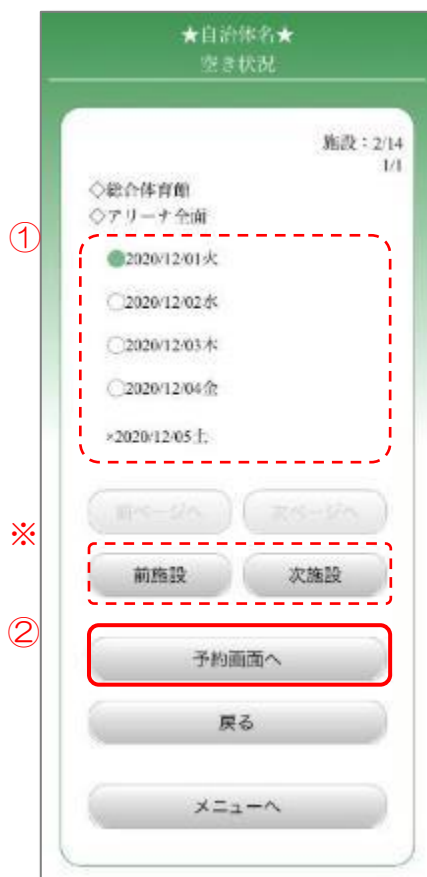 ★自治体名★
空き状況
施設：2/14
1/1
◇総合体育館
◇アリーナ全面
①
●2020/12/01火
○2020/12/02水
○2020/12/03木
○2020/12/04金
×2020/12/05土
前ページへ 次ページへ
※
前施設 次施設
②
予約画面へ
戻る
メニューへ